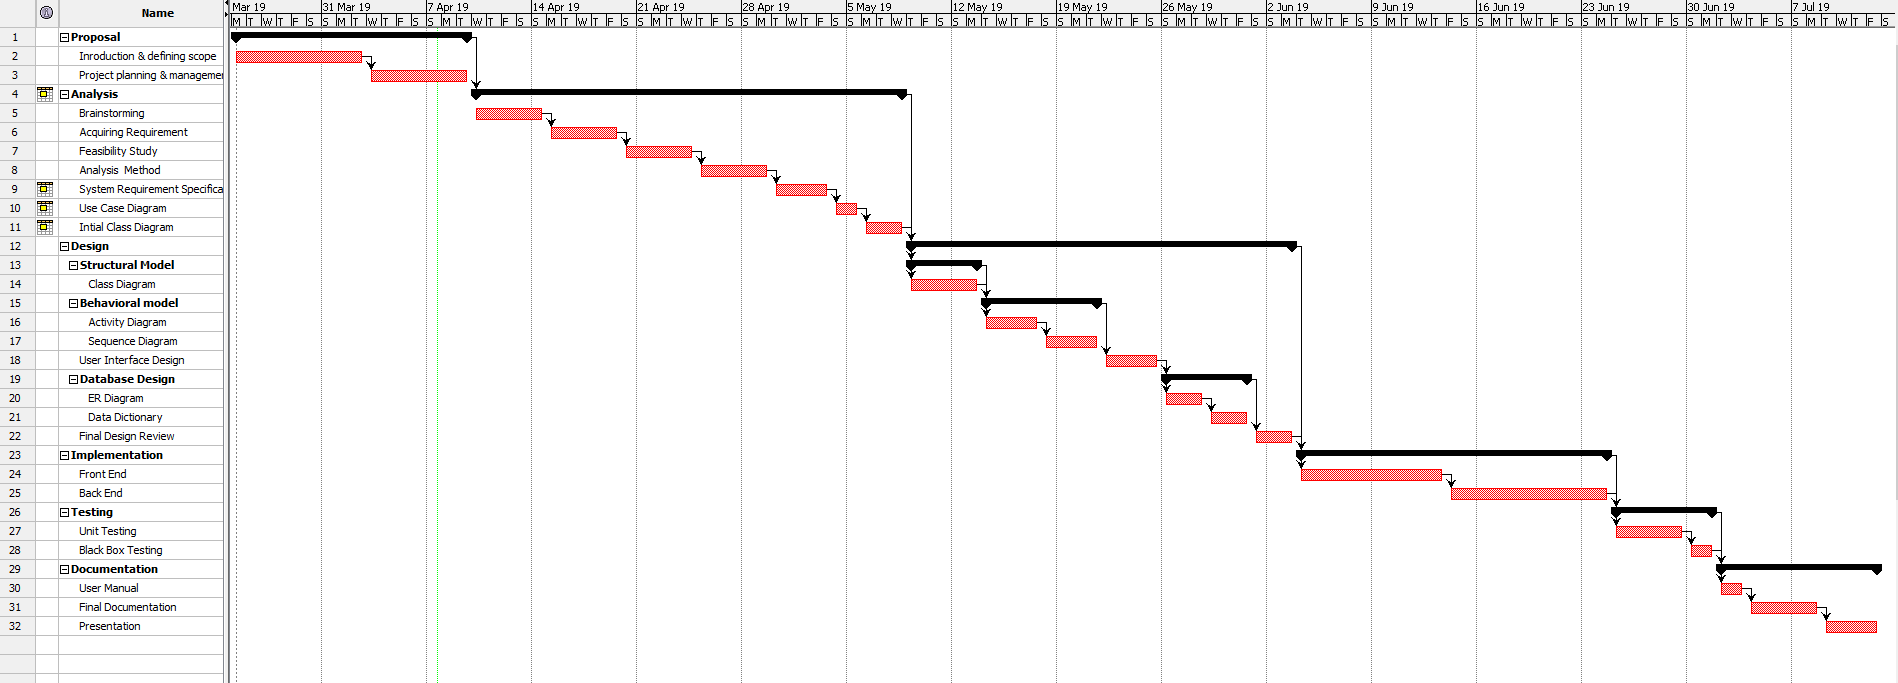 Name
Mar 19 31 Mar 19 7 Apr 19 14 Apr 19 21 Apr 19 28 Apr 19 5 May 19 12 May 19 19 May 19 26 May 19 2 Jun 19 9 Jun 19 16 Jun 19 23 Jun 19 30 Jun 19 7 Jul 19
M T W T F S S M T W T F S S M T W T F S S M T W T F S S M T W T F S S M T W T F S S M T W T F S S M T W T F S S M T W T F S S M T W T F S S M T W T F S S M T W T F S S M T W T F S S M T W T F S S M T W T F S S M T W T F S
1 Proposal
2 Inroduction & defining scope
3 Project planning & manageme
4 Analysis
5 Brainstorming
6 Acquiring Requirement
7 Feasibility Study
8 Analysis Method
9 System Requirement Specifica
10 Use Case Diagram
11 Intial Class Diagram
12 Design
13 Structural Model
14 Class Diagram
15 Behavioral model
16 Activity Diagram
17 Sequence Diagram
18 User Interface Design
19 Database Design
20 ER Diagram
21 Data Dictionary
22 Final Design Review
23 Implementation
24 Front End
25 Back End
26 Testing
27 Unit Testing
28 Black Box Testing
29 Documentation
30 User Manual
31 Final Documentation
32 Presentation